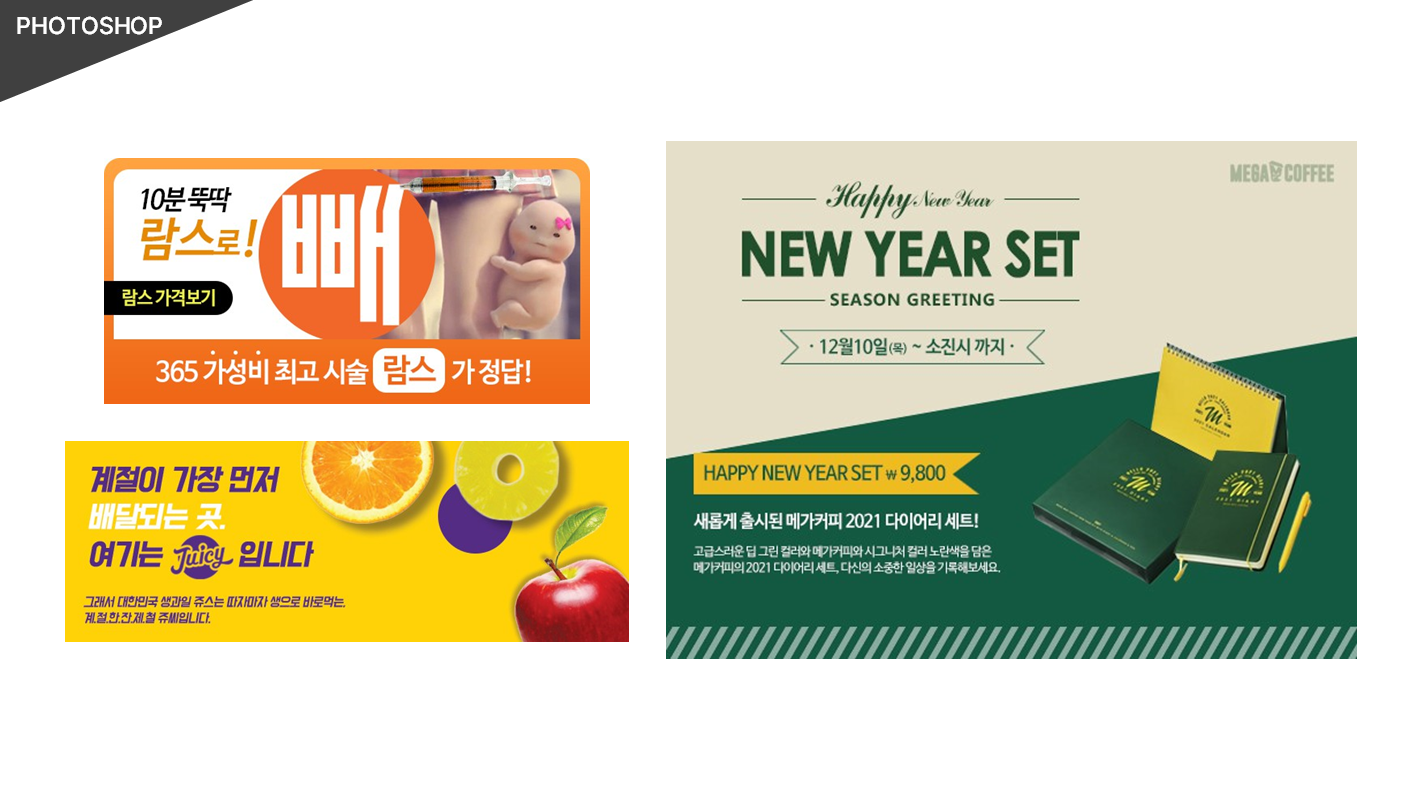 PHOTOSHOP
10분 뚝딱
람스로!
빼
람스 가격보기
365 가성비 최고 시술 람스 가 정답!
계절이 가장 먼저
배달되는 곳.
여기는 Juicy 입니다
그래서 대한민국 생과일 쥬스는 따자마자 생으로 바로먹는.
계.절.한.잔.제.철 쥬씨입니다.
MEGA COFFEE
Happy New Year
NEW YEAR SET
SEASON GREETING
· 12월10일(목) ~ 소진시 까지 ·
HAPPY NEW YEAR SET ₩ 9,800
새롭게 출시된 메가커피 2021 다이어리 세트!
고급스러운 딥 그린 컬러와 메가커피와 시그니처 컬러 노란색을 담은
메가커피의 2021 다이어리 세트, 다신의 소중한 일상을 기록해보세요.
M
2021 CALENDAR
M
M
2021 DIARY